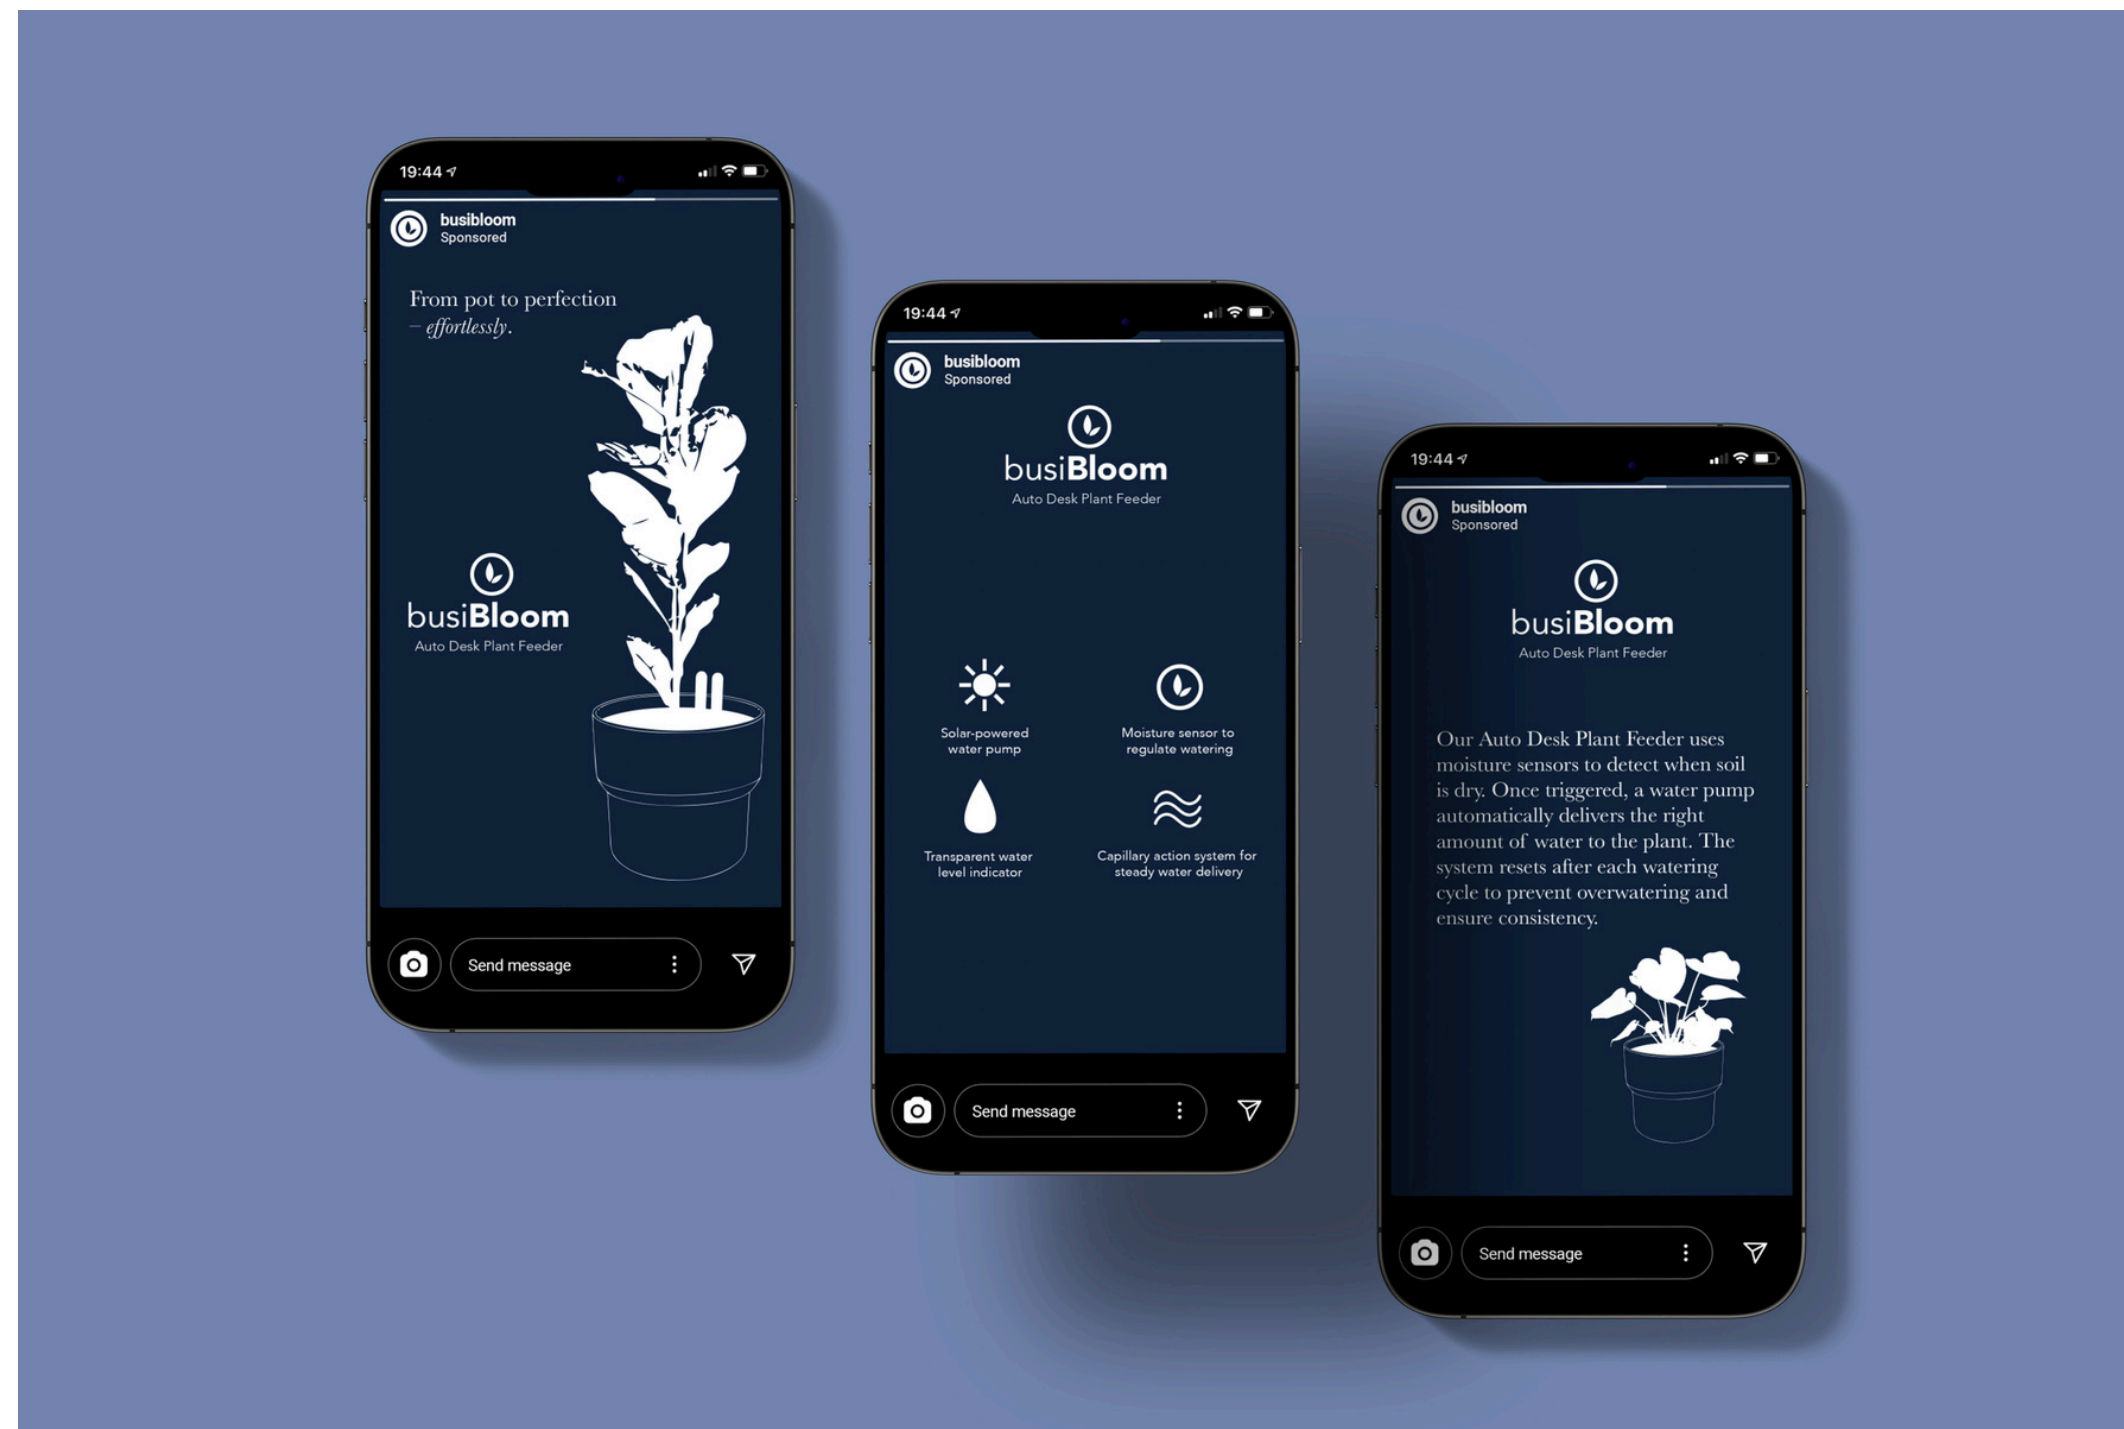 19:44
busibloom
Sponsored
From pot to perfection
– effortlessly.
busiBloom
Auto Desk Plant Feeder
Send message
19:44
busibloom
Sponsored
busiBloom
Auto Desk Plant Feeder
Solar-powered
water pump
Moisture sensor to
regulate watering
Transparent water
level indicator
Capillary action system for
steady water delivery
Send message
19:44
busibloom
Sponsored
busiBloom
Auto Desk Plant Feeder
Our Auto Desk Plant Feeder uses
moisture sensors to detect when soil
is dry. Once triggered, a water pump
automatically delivers the right
amount of water to the plant. The
system resets after each watering
cycle to prevent overwatering and
ensure consistency.
Send message